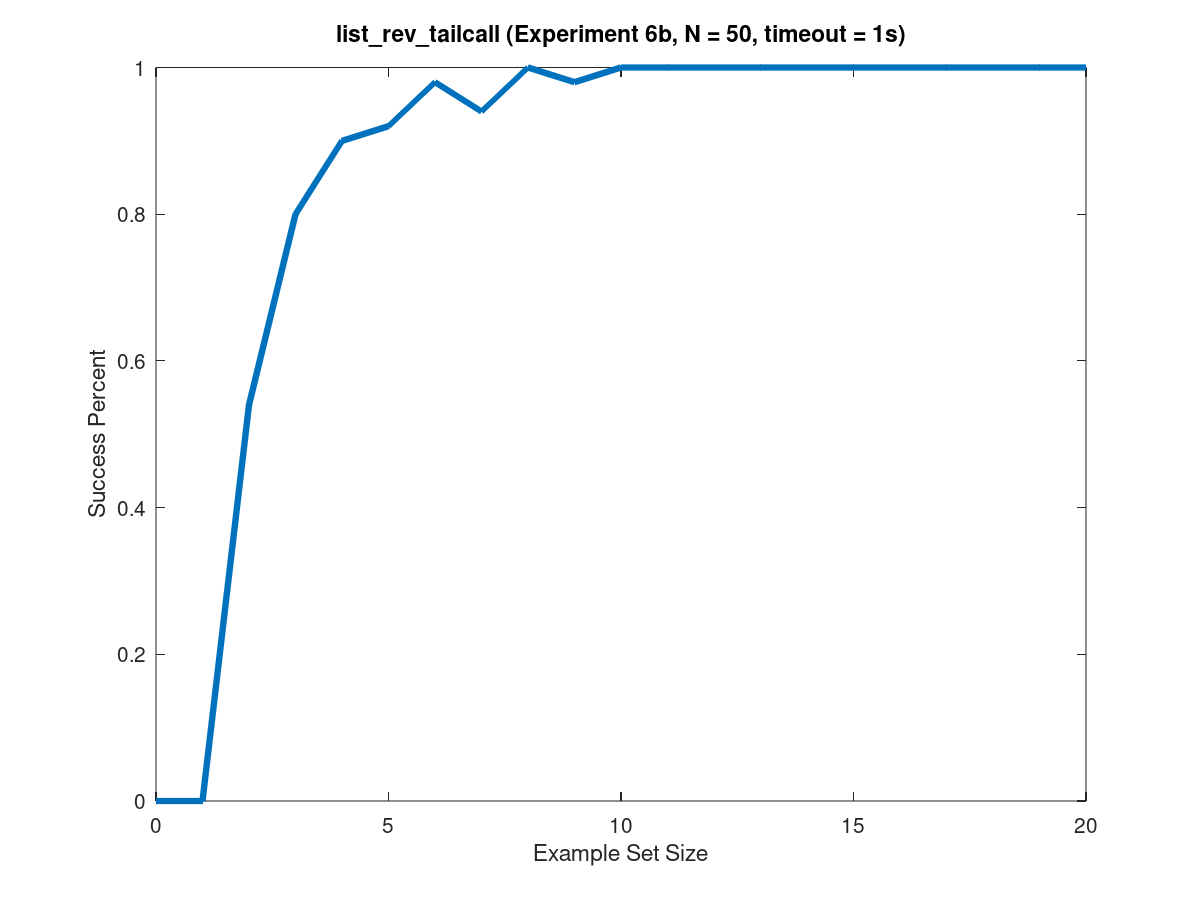 list_rev_tailcall (Experiment 6b, N = 50, timeout = 1s)
1
0.8
0.6
0.4
0.2
0
Success Percent
0 5 10 15 20
Example Set Size